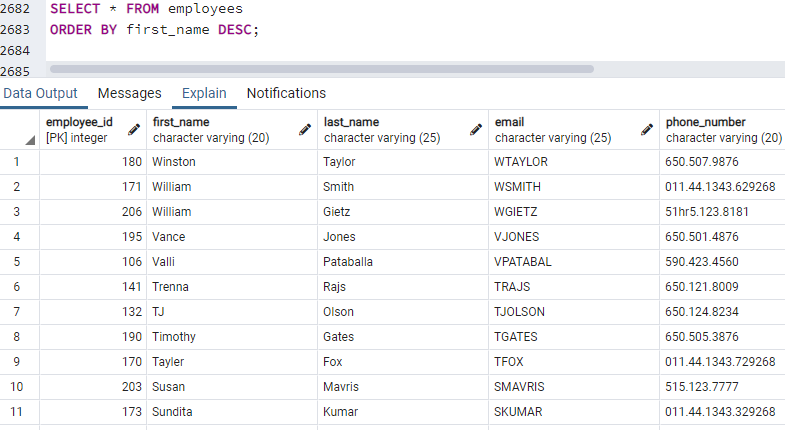 2682 SELECT * FROM employees
2683 ORDER BY first_name DESC;
2684
2685
Data Output Messages Explain Notifications
employee_id first_name last_name email phone_number
[PK] integer character varying (20) character varying (25) character varying (25) character varying (20)
1 180 Winston Taylor WTAYLOR 650.507.9876
2 171 William Smith WSMITH 011.44.1343.629268
3 206 William Gietz WGIETZ 51hr5.123.8181
4 195 Vance Jones VJONES 650.501.4876
5 106 Valli Pataballa VPATABAL 590.423.4560
6 141 Trenna Rajs TRAJS 650.121.8009
7 132 TJ Olson TJOLSON 650.124.8234
8 190 Timothy Gates TGATES 650.505.3876
9 170 Tayler Fox TFOX 011.44.1343.729268
10 203 Susan Mavris SMAVRIS 515.123.7777
11 173 Sundita Kumar SKUMAR 011.44.1343.329268